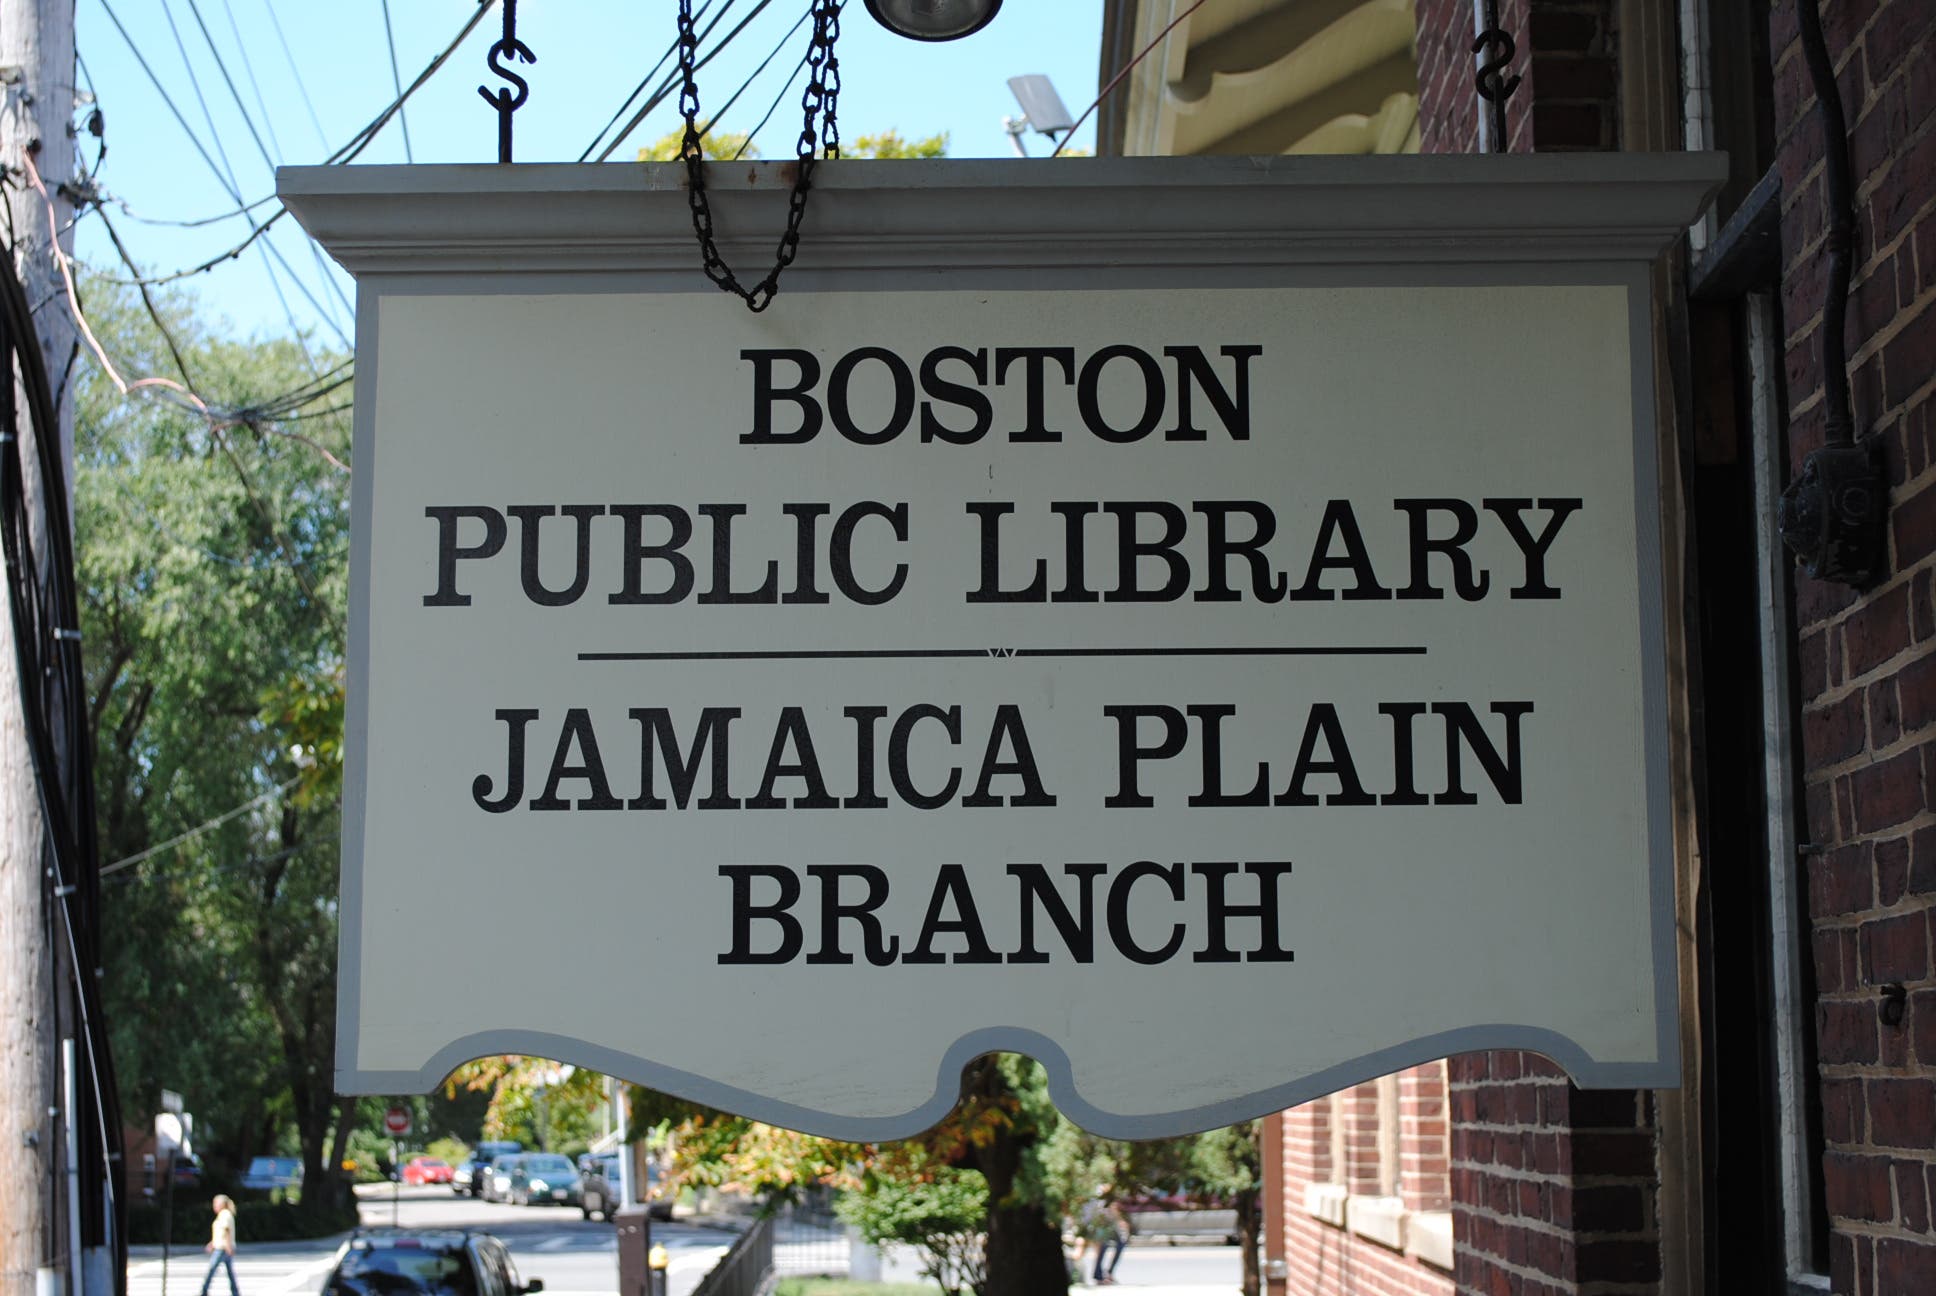 BOSTON
PUBLIC LIBRARY
JAMAICA PLAIN
BRANCH